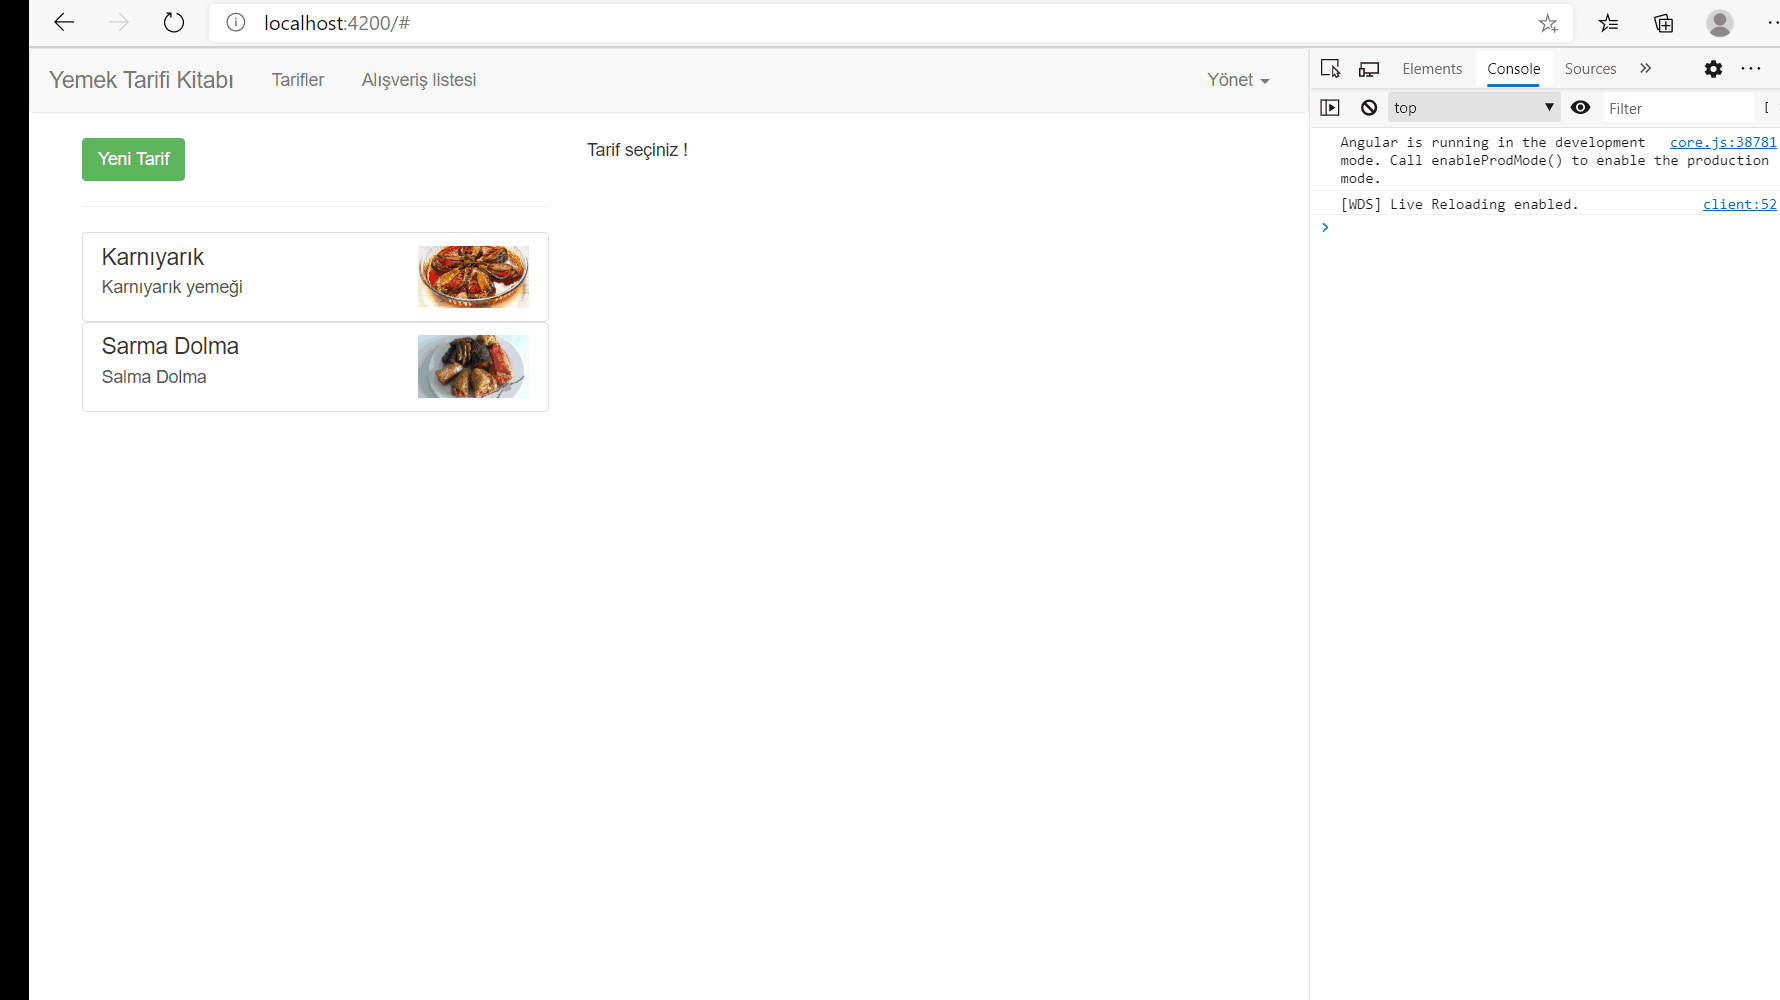 localhost:4200/#
Yemek Tarifi Kitabı Tarifler Alışveriş listesi Yönet
Yeni Tarif
Tarif seçiniz !
Karnıyarık
Karnıyarık yemeği
Sarma Dolma
Salma Dolma
Elements Console Sources
top Filter
Angular is running in the development core.js:38781
mode. Call enableProdMode() to enable the production
mode.
[WDS] Live Reloading enabled. client:52